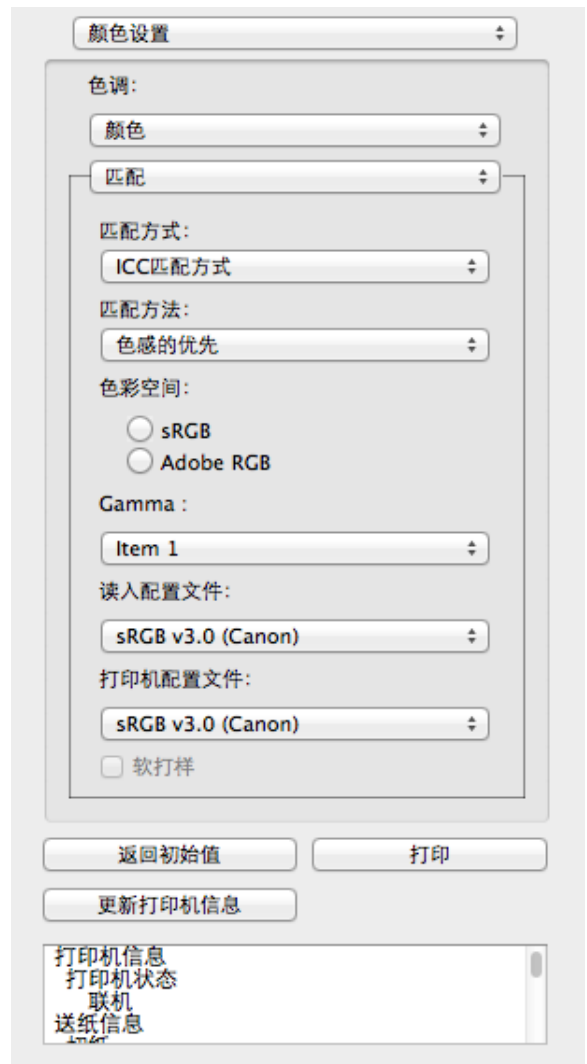 颜色设置
色调:
颜色
匹配
匹配方式:
ICC匹配方式
匹配方法:
色感的优先
色彩空间:
sRGB
Adobe RGB
Gamma :
Item 1
读入配置文件:
sRGB v3.0 (Canon)
打印机配置文件:
sRGB v3.0 (Canon)
软打样
返回初始值
打印
更新打印机信息
打印机信息
打印机状态
联机
送纸信息